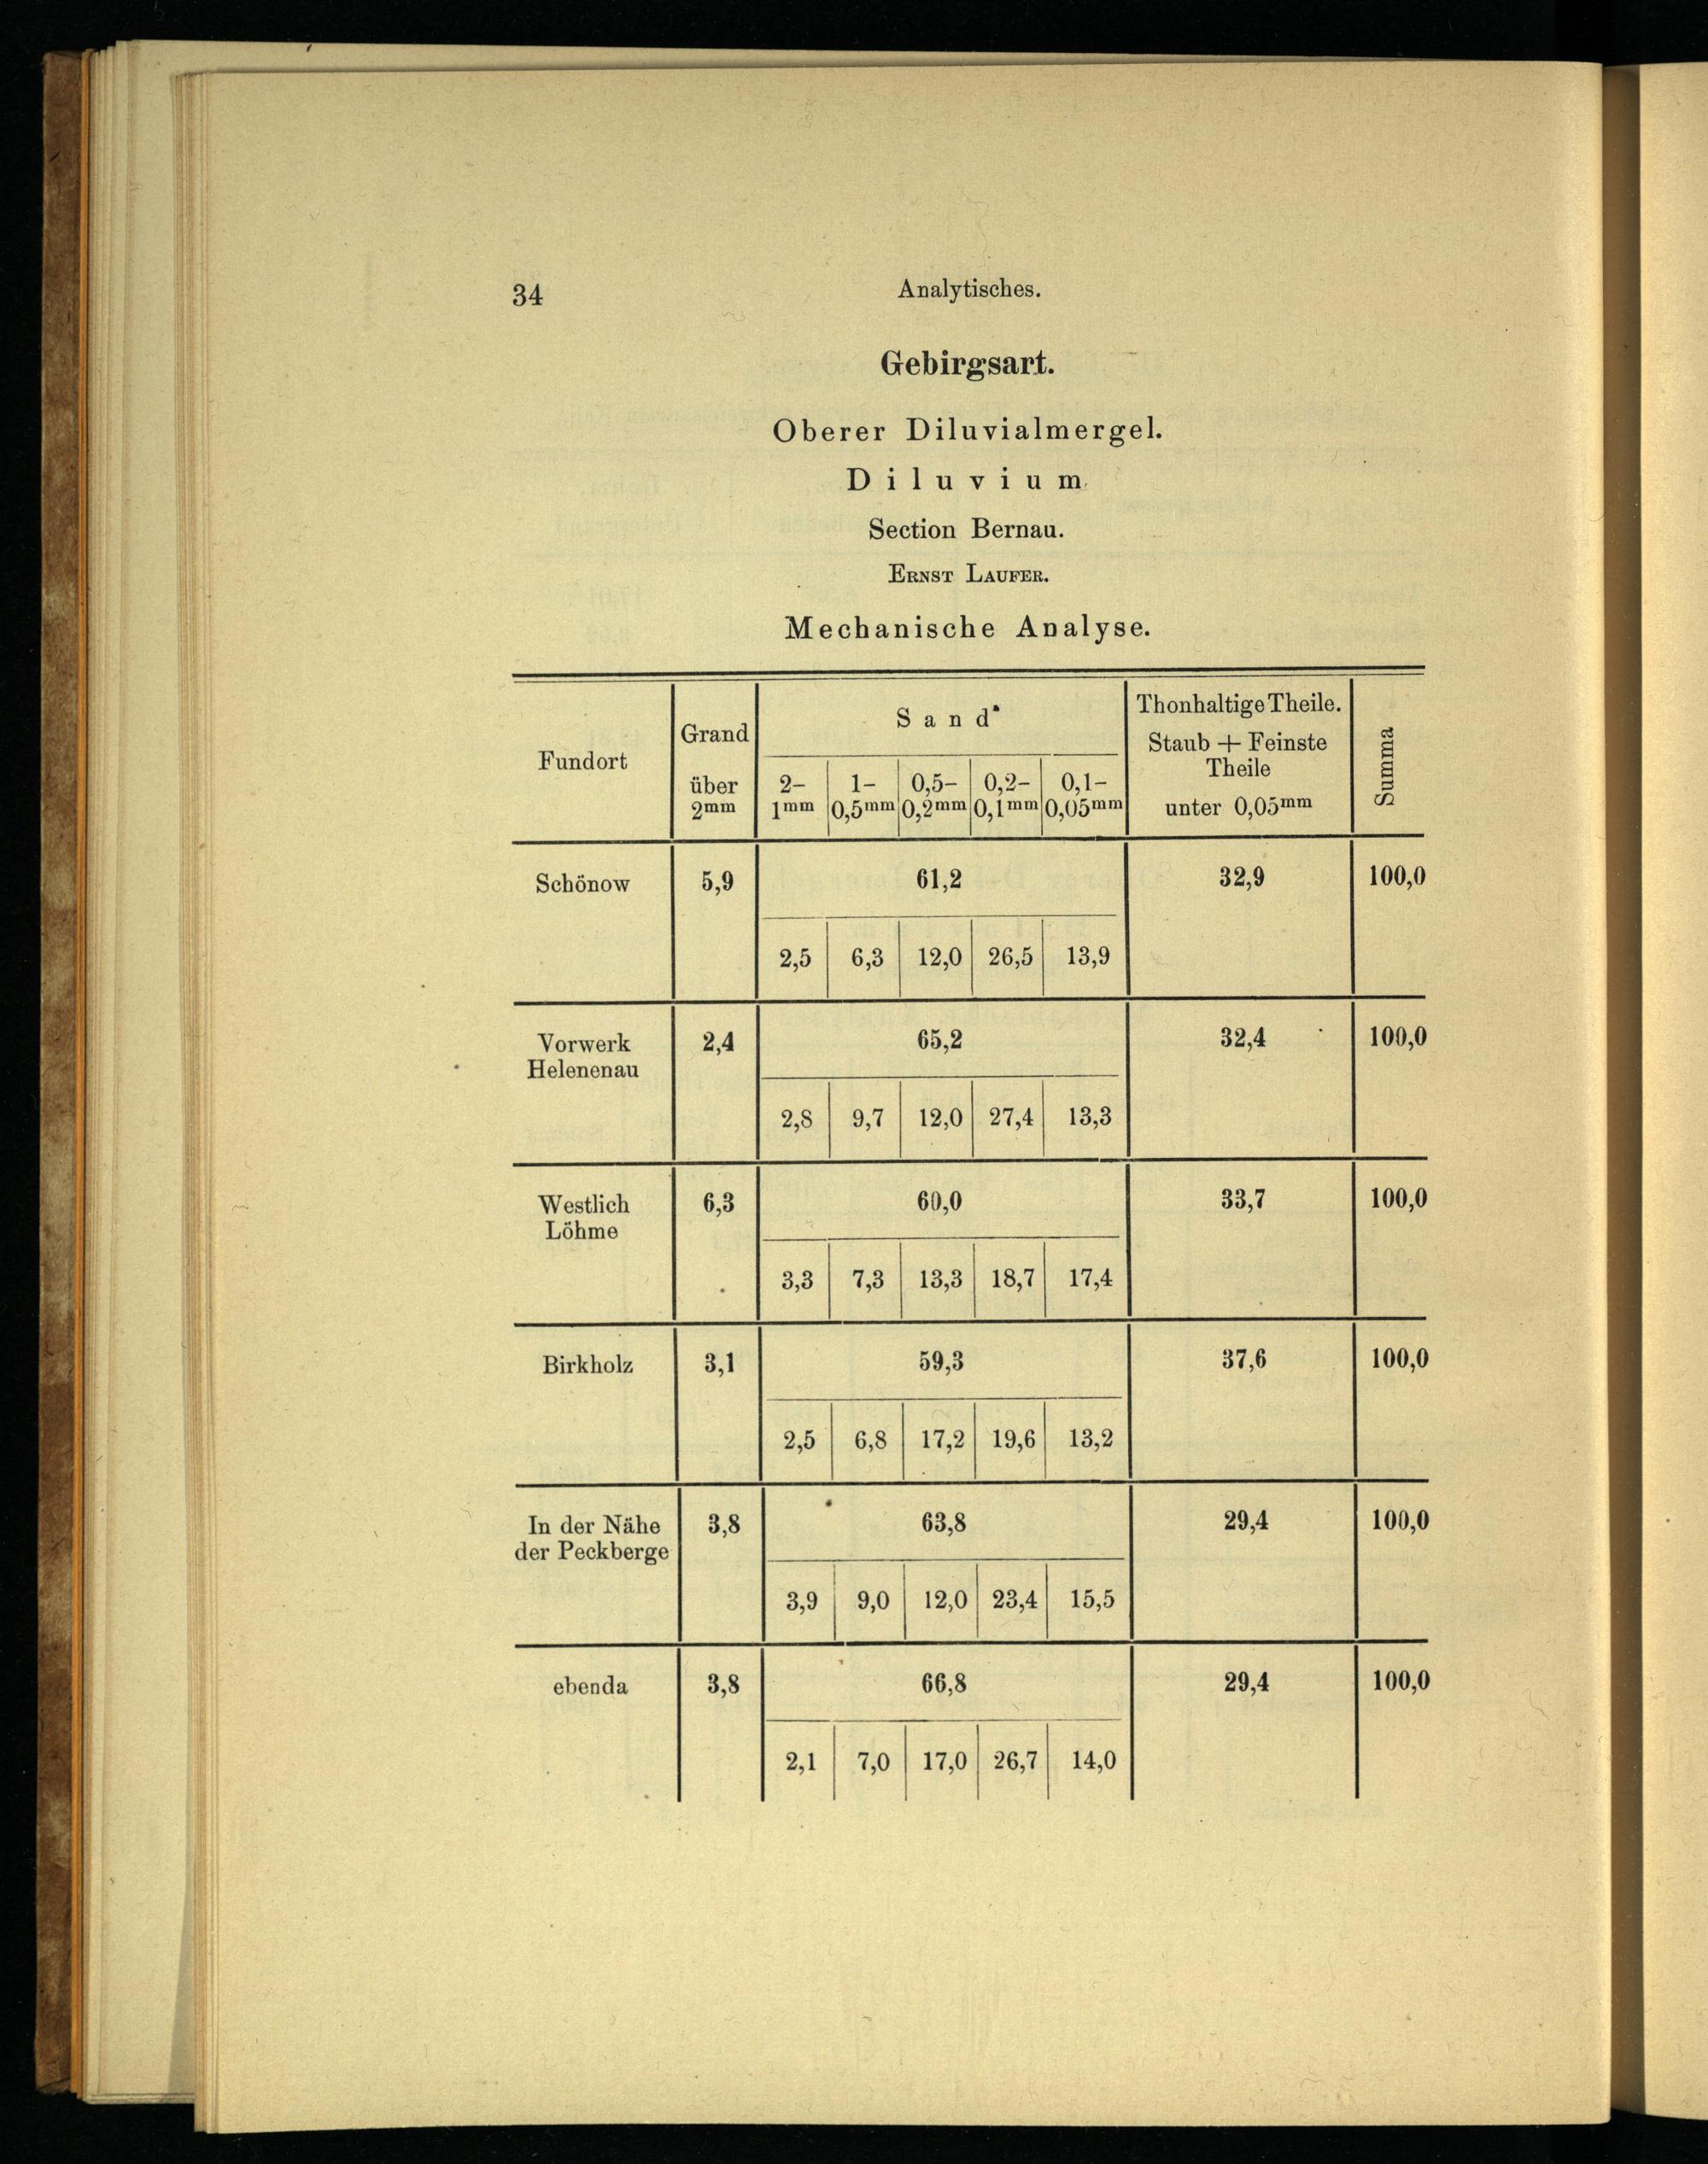 34
Analytisches.
Gebirgsart.
Oberer Diluvialmergel.
Diluvium
Section Bernau.
Ernst Laufer.
Mechanische Analyse.
Fundort | Grand über 2mm | Sand | Thonhaltige Theile. Staub + Feinste Theile unter 0,05mm | Summa
2-1mm | 1-0,5mm | 0,5-0,2mm | 0,2-0,1mm | 0,1-0,05mm
Schönow | 5,9 | 61,2 | 32,9 | 100,0
2,5 | 6,3 | 12,0 | 26,5 | 13,9
Vorwerk Helenenau | 2,4 | 65,2 | 32,4 | 100,0
2,8 | 9,7 | 12,0 | 27,4 | 13,3
Westlich Löhme | 6,3 | 60,0 | 33,7 | 100,0
3,3 | 7,3 | 13,3 | 18,7 | 17,4
Birkholz | 3,1 | 59,3 | 37,6 | 100,0
2,5 | 6,8 | 17,2 | 19,6 | 13,2
In der Nähe der Peckberge | 3,8 | 63,8 | 29,4 | 100,0
3,9 | 9,0 | 12,0 | 23,4 | 15,5
ebenda | 3,8 | 66,8 | 29,4 | 100,0
2,1 | 7,0 | 17,0 | 26,7 | 14,0